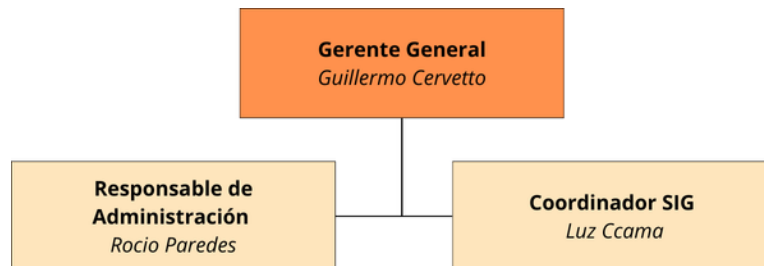 Gerente General
Guillermo Cervetto
Responsable de
Administración
Rocio Paredes
Coordinador SIG
Luz Ccama